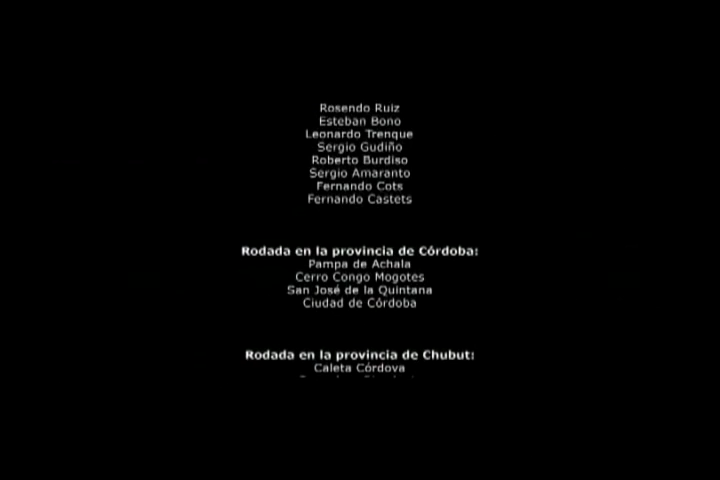 Rosendo Ruiz
Esteban Bono
Leonardo Trenque
Sergio Gudiño
Roberto Burdiso
Sergio Amaranto
Fernando Cots
Fernando Castets
Rodada en la provincia de Córdoba:
Pampa de Achala
Cerro Congo Mogotes
San José de la Quintana
Ciudad de Córdoba
Rodada en la provincia de Chubut:
Caleta Córdova